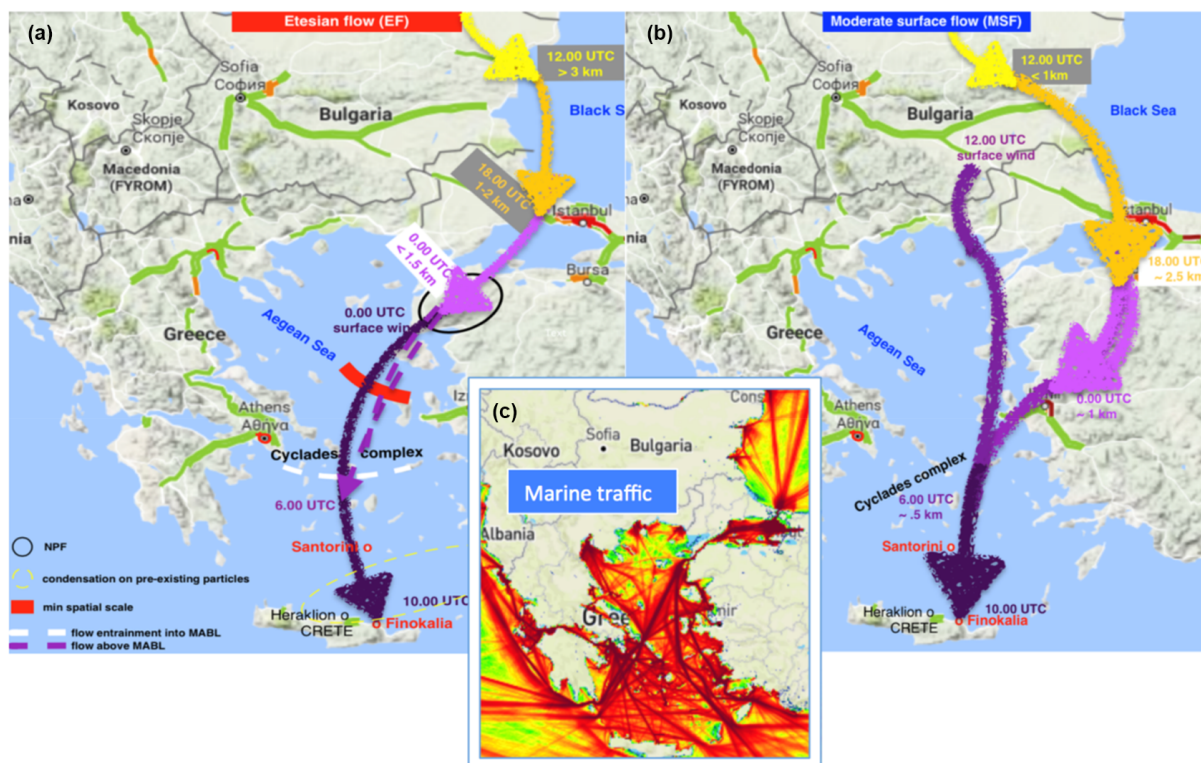 (a)
Etesian flow (EF)
12.00 UTC
> 3 km
Sofia
София
Kosovo
Skopje
Скопје
Bulgaria
Black S
Macedonia
(FYROM)
18.00 UTC
1-2 km
Istanbul
0.00 UTC
< 1.5 km
Bursa
0.00 UTC
surface wind
Greece
Aegean Sea
Athens
Αθήνα
Cyclades complex
6.00 UTC
Santorini o
NPF
condensation on pre-existing particles
min spatial scale
flow entrainment into MABL
flow above MABL
10.00 UTC
Heraklion o
CRETE
o Finokalia
(b)
Moderate surface flow (MSF)
12.00 UTC
< 1km
Sofia
София
Kosovo
Skopje
Скопје
Bulgaria
Black Sea
12.00 UTC
surface wind
Macedonia
(FYROM)
Istanbul
18.00 UTC
~ 2.5 km
Bursa
Greece
Aegean Sea
0.00 UTC
~ 1 km
Athens
Αθήνα
Cyclades complex
6.00 UTC
~ .5 km
Santorini o
10.00 UTC
Heraklion o
CRETE
o Finokalia
(c)
Cons
Sofia
Kosovo
Bulgaria
Marine traffic
Albania
Gree